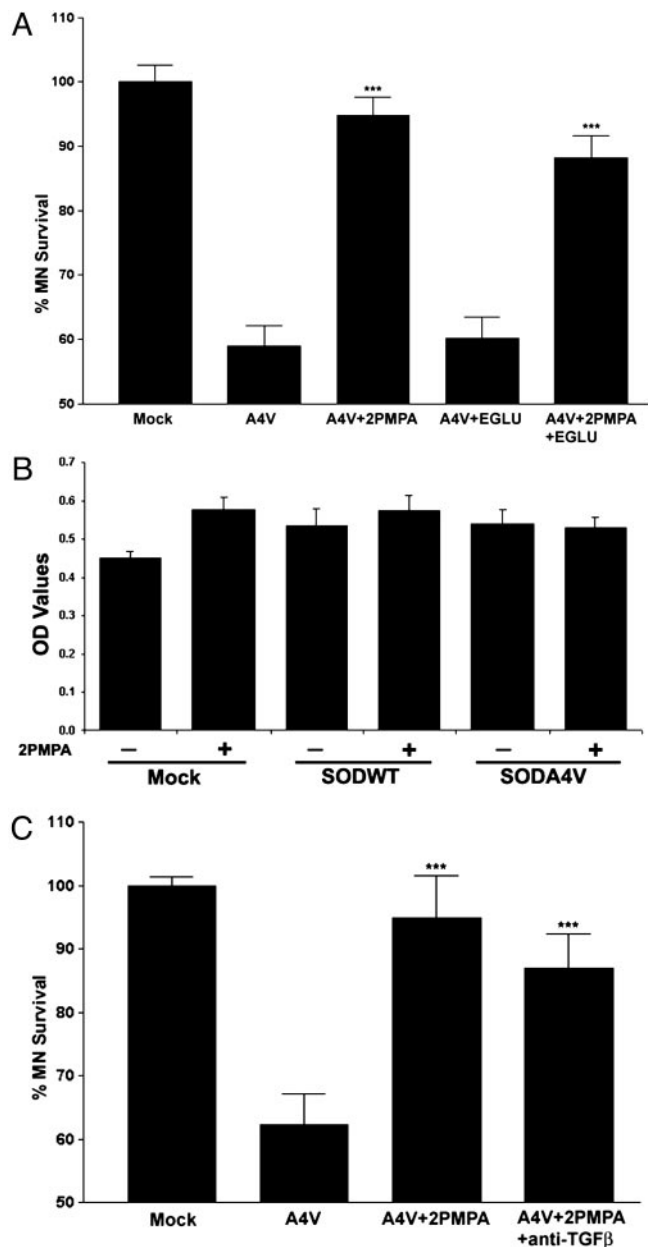 A
110
100
90
80
70
60
50
% MN Survival
*** ***
Mock A4V A4V+2PMPA A4V+EGLU A4V+2PMPA
+EGLU
B
0.7
0.6
0.5
0.4
0.3
0.2
0.1
0.0
OD Values
2PMPA — + — + — +
Mock SODWT SODA4V
C
110
100
90
80
70
60
50
% MN Survival
*** ***
Mock A4V A4V+2PMPA A4V+2PMPA
+anti-TGFβ